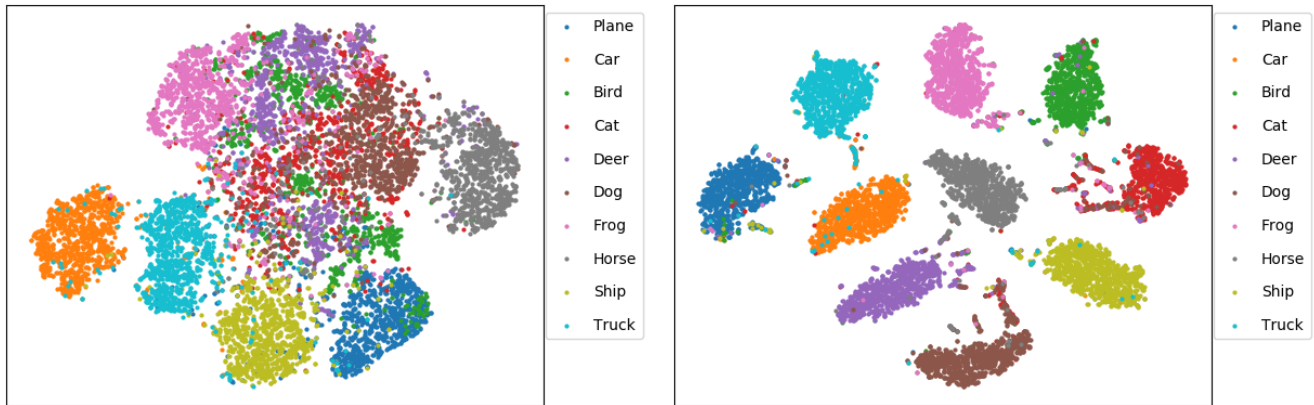 Plane
Car
Bird
Cat
Deer
Dog
Frog
Horse
Ship
Truck
Plane
Car
Bird
Cat
Deer
Dog
Frog
Horse
Ship
Truck